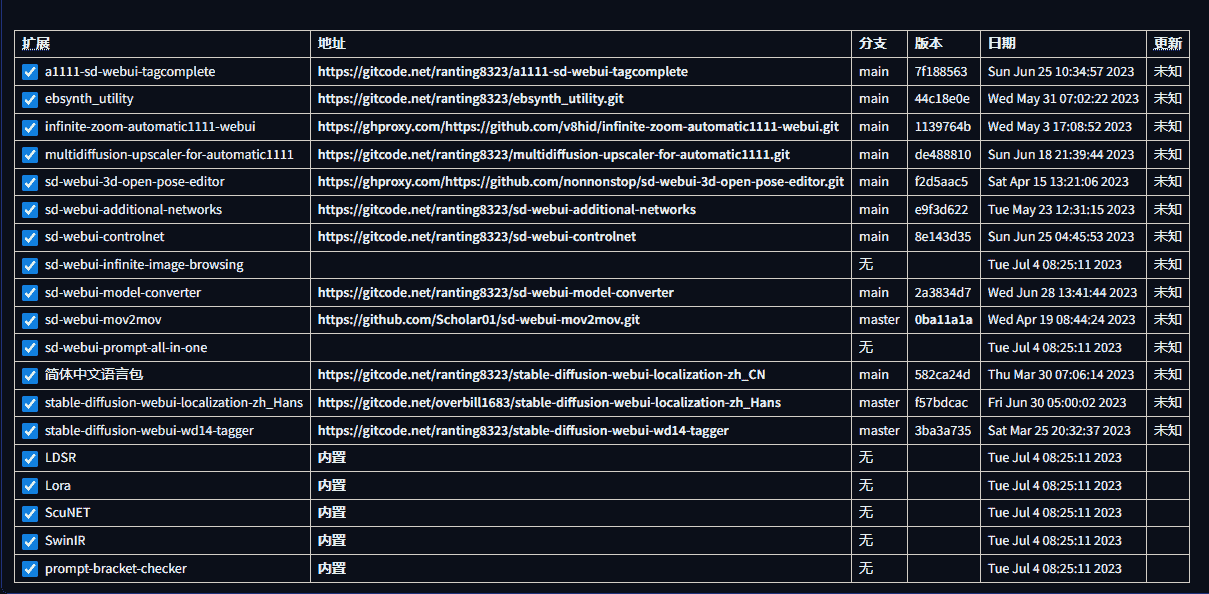 扩展 地址 分支 版本 日期 更新
a1111-sd-webui-tagcomplete https://gitcode.net/ranting8323/a1111-sd-webui-tagcomplete main 7f188563 Sun Jun 25 10:34:57 2023 未知
ebsynth_utility https://gitcode.net/ranting8323/ebsynth_utility.git main 44c18e0e Wed May 31 07:02:22 2023 未知
infinite-zoom-automatic1111-webui https://ghproxy.com/https://github.com/v8hid/infinite-zoom-automatic1111-webui.git main 1139764b Wed May 3 17:08:52 2023 未知
multidiffusion-upscaler-for-automatic1111 https://gitcode.net/ranting8323/multidiffusion-upscaler-for-automatic1111.git main de488810 Sun Jun 18 21:39:44 2023 未知
sd-webui-3d-open-pose-editor https://ghproxy.com/https://github.com/nonnonstop/sd-webui-3d-open-pose-editor.git main f2d5aac5 Sat Apr 15 13:21:06 2023 未知
sd-webui-additional-networks https://gitcode.net/ranting8323/sd-webui-additional-networks main e9f3d622 Tue May 23 12:31:15 2023 未知
sd-webui-controlnet https://gitcode.net/ranting8323/sd-webui-controlnet main 8e143d35 Sun Jun 25 04:45:53 2023 未知
sd-webui-infinite-image-browsing 无 Tue Jul 4 08:25:11 2023 未知
sd-webui-model-converter https://gitcode.net/ranting8323/sd-webui-model-converter main 2a3834d7 Wed Jun 28 13:41:44 2023 未知
sd-webui-mov2mov https://github.com/Scholar01/sd-webui-mov2mov.git master 0ba11a1a Wed Apr 19 08:44:24 2023 未知
sd-webui-prompt-all-in-one 无 Tue Jul 4 08:25:11 2023 未知
简体中文语言包 https://gitcode.net/ranting8323/stable-diffusion-webui-localization-zh_CN main 582ca24d Thu Mar 30 07:06:14 2023 未知
stable-diffusion-webui-localization-zh_Hans https://gitcode.net/overbill1683/stable-diffusion-webui-localization-zh_Hans master f57bdcac Fri Jun 30 05:00:02 2023 未知
stable-diffusion-webui-wd14-tagger https://gitcode.net/ranting8323/stable-diffusion-webui-wd14-tagger master 3ba3a735 Sat Mar 25 20:32:37 2023 未知
LDSR 内置 无 Tue Jul 4 08:25:11 2023
Lora 内置 无 Tue Jul 4 08:25:11 2023
ScuNET 内置 无 Tue Jul 4 08:25:11 2023
SwinIR 内置 无 Tue Jul 4 08:25:11 2023
prompt-bracket-checker 内置 无 Tue Jul 4 08:25:11 2023